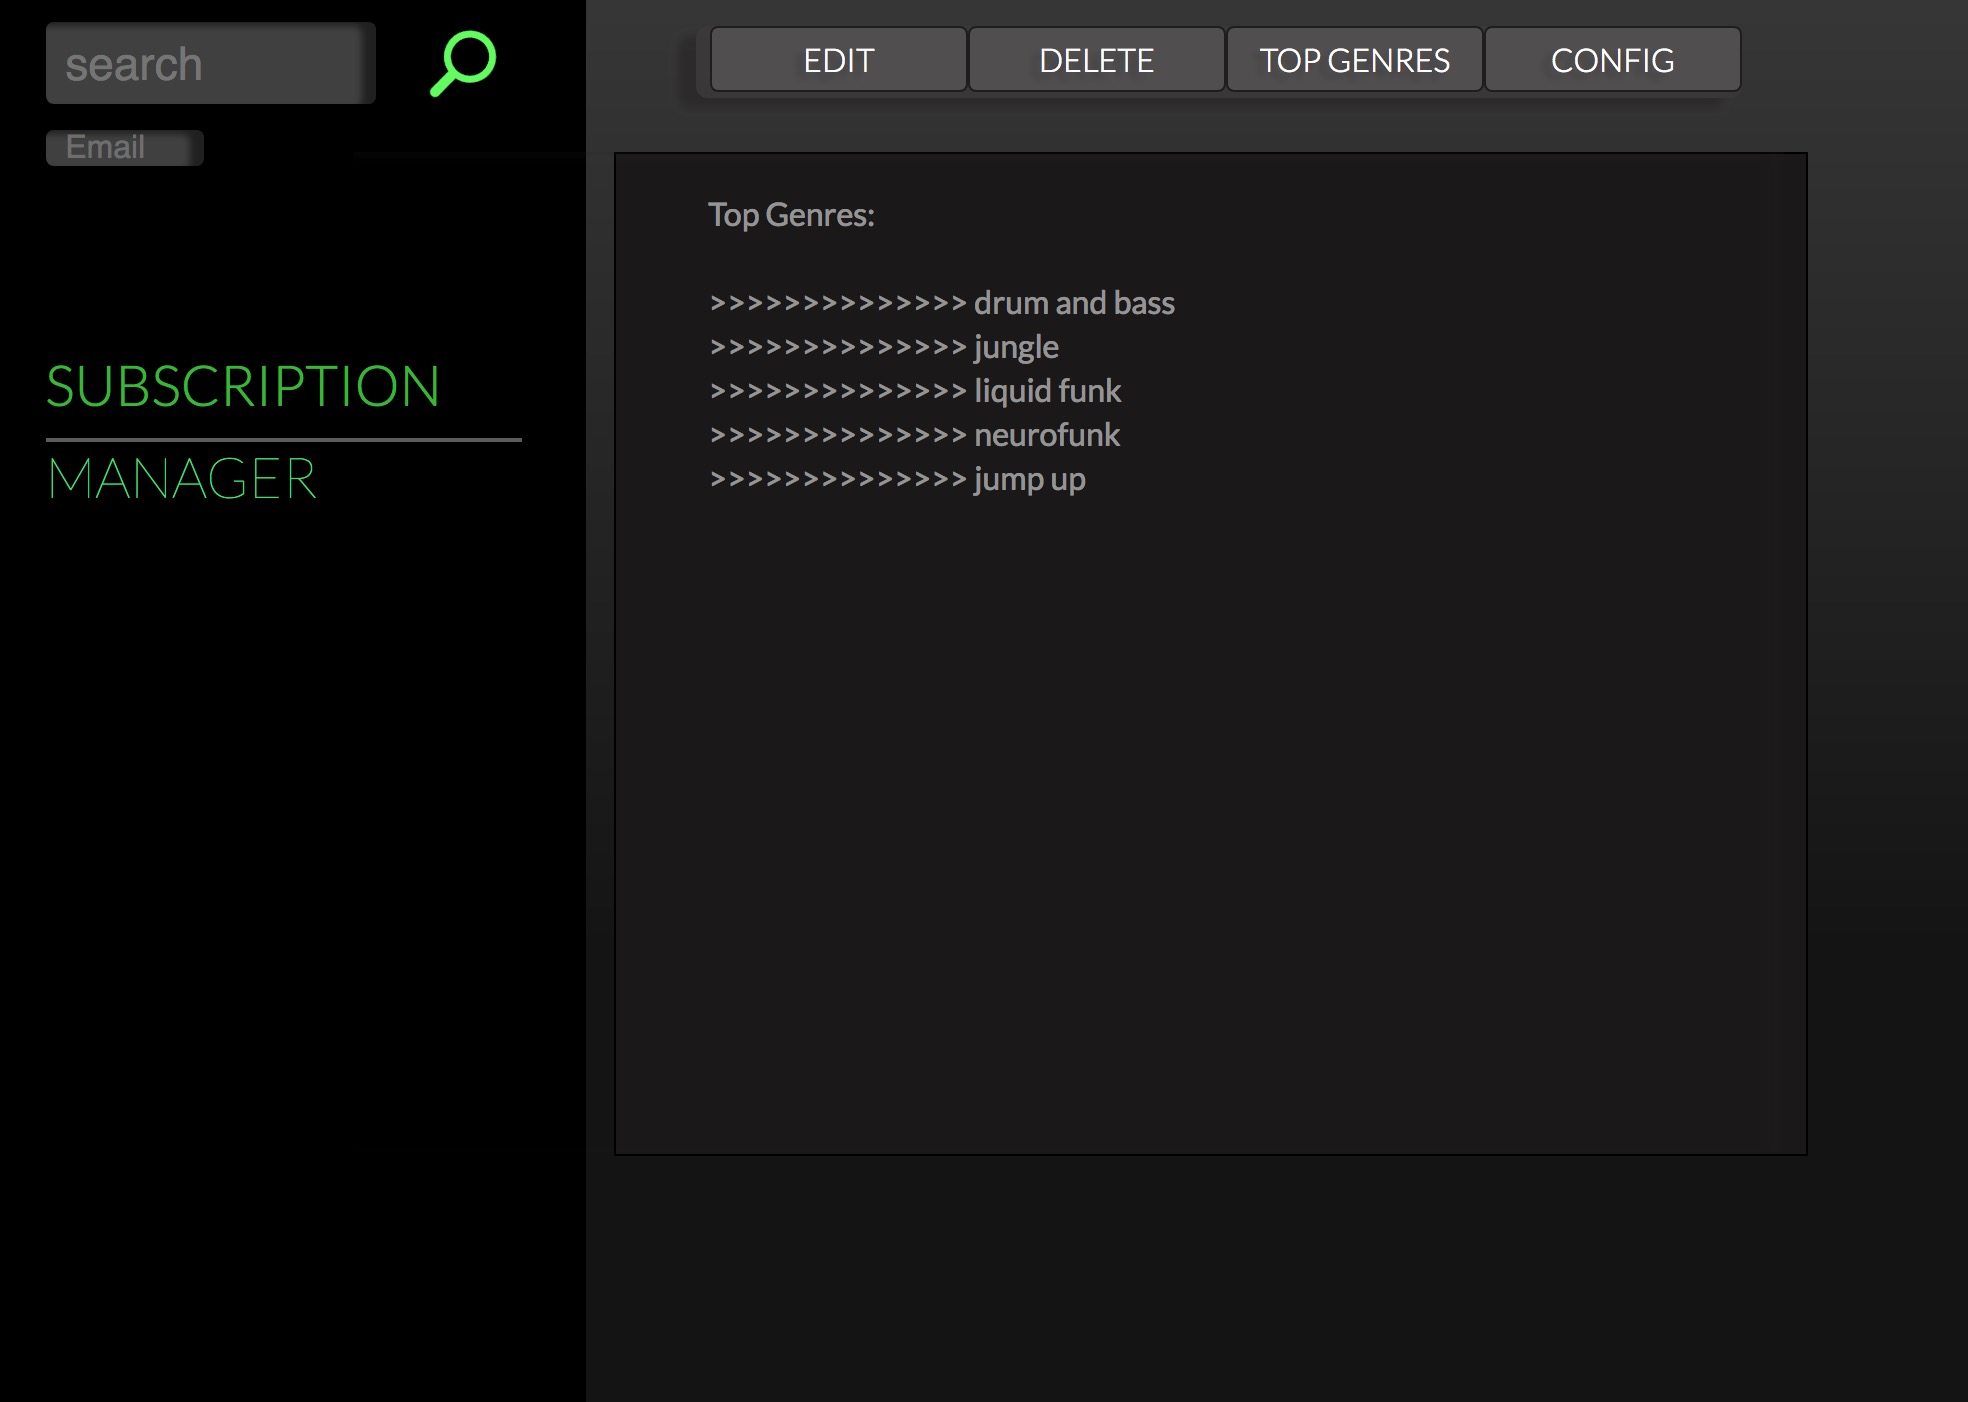 search
Email
SUBSCRIPTION
MANAGER
EDIT DELETE TOP GENRES CONFIG
Top Genres:
>>>>>>>>>>>>>> drum and bass
>>>>>>>>>>>>>> jungle
>>>>>>>>>>>>>> liquid funk
>>>>>>>>>>>>>> neurofunk
>>>>>>>>>>>>>> jump up